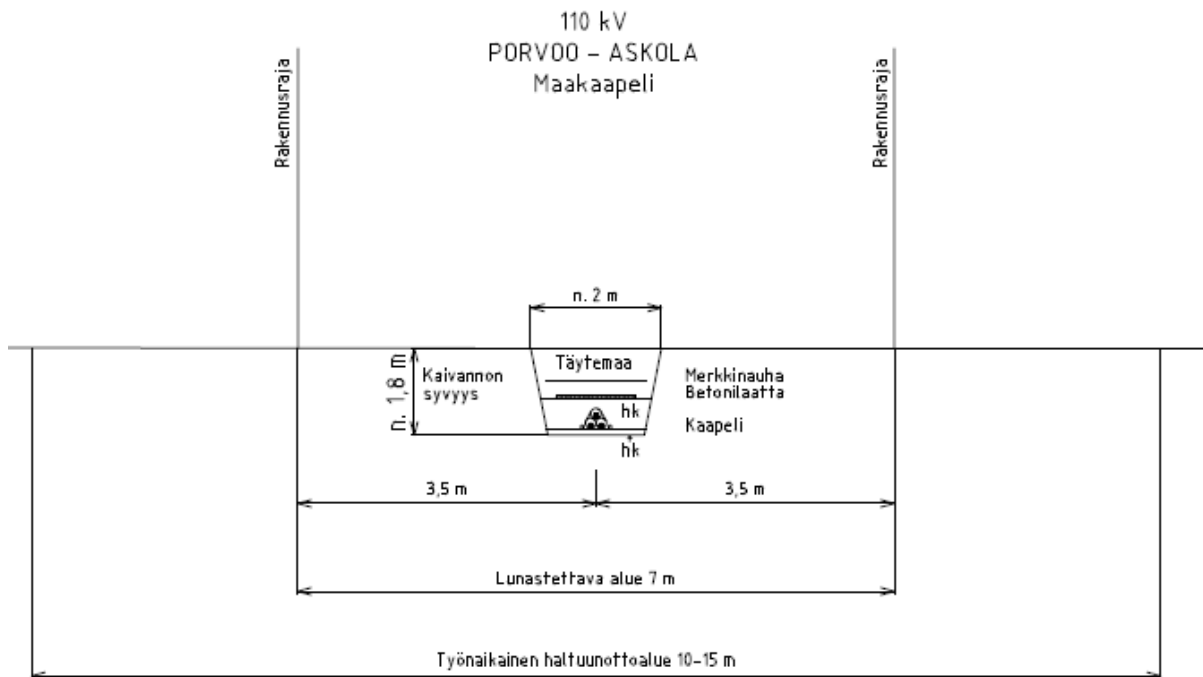 110 kV
PORVOO - ASKOLA
Maakaapeli
Rakennusraja
Rakennusraja
n. 2 m
n. 1,8 m
Kaivannon
syvyys
Täytemaa
hk
hk
Merkkinauha
Betonilaatta
Kaapeli
3,5 m
3,5 m
Lunastettava alue 7 m
Työnaikainen haltuunottoalue 10-15 m